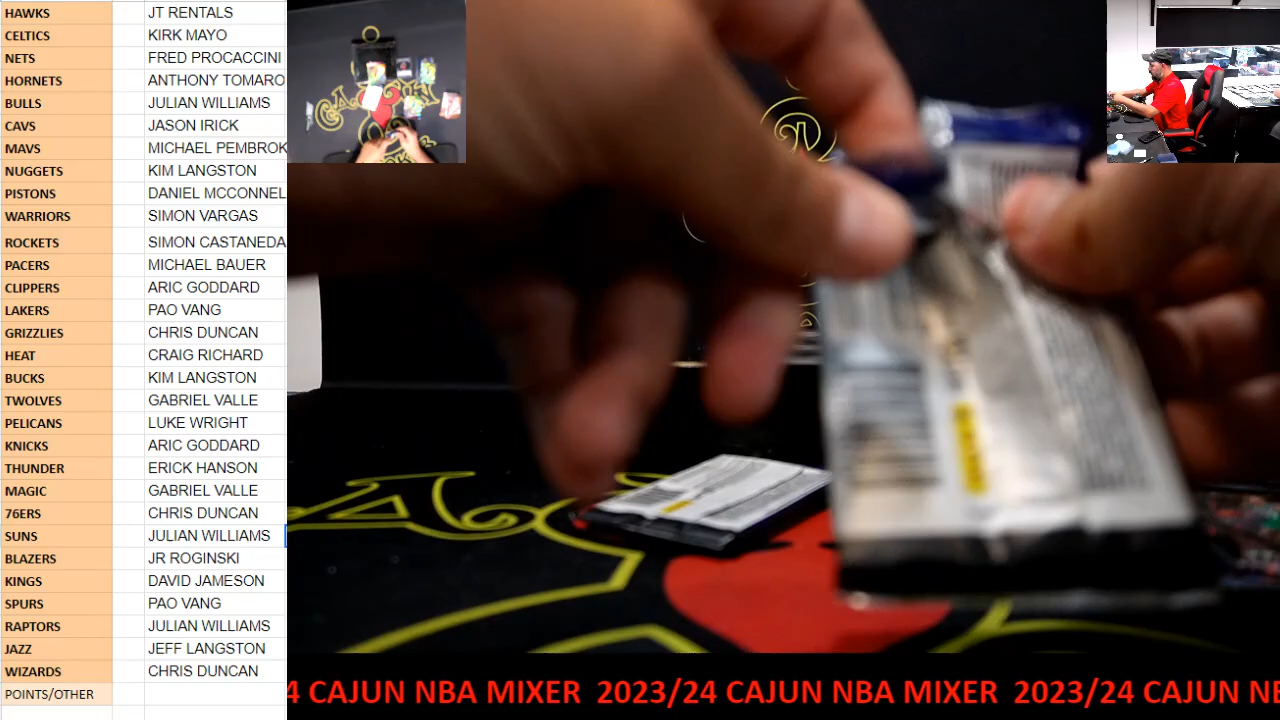 HAWKS JT RENTALS
CELTICS KIRK MAYO
NETS FRED PROCACCINI
HORNETS ANTHONY TOMARO
BULLS JULIAN WILLIAMS
CAVS JASON IRICK
MAVS MICHAEL PEMBROK
NUGGETS KIM LANGSTON
PISTONS DANIEL MCCONNEL
WARRIORS SIMON VARGAS
ROCKETS SIMON CASTANEDA
PACERS MICHAEL BAUER
CLIPPERS ARIC GODDARD
LAKERS PAO VANG
GRIZZLIES CHRIS DUNCAN
HEAT CRAIG RICHARD
BUCKS KIM LANGSTON
TWOLVES GABRIEL VALLE
PELICANS LUKE WRIGHT
KNICKS ARIC GODDARD
THUNDER ERICK HANSON
MAGIC GABRIEL VALLE
76ERS CHRIS DUNCAN
SUNS JULIAN WILLIAMS
BLAZERS JR ROGINSKI
KINGS DAVID JAMESON
SPURS PAO VANG
RAPTORS JULIAN WILLIAMS
JAZZ JEFF LANGSTON
WIZARDS CHRIS DUNCAN
POINTS/OTHER
4 CAJUN NBA MIXER 2023/24 CAJUN NBA MIXER 2023/24 CAJUN NE